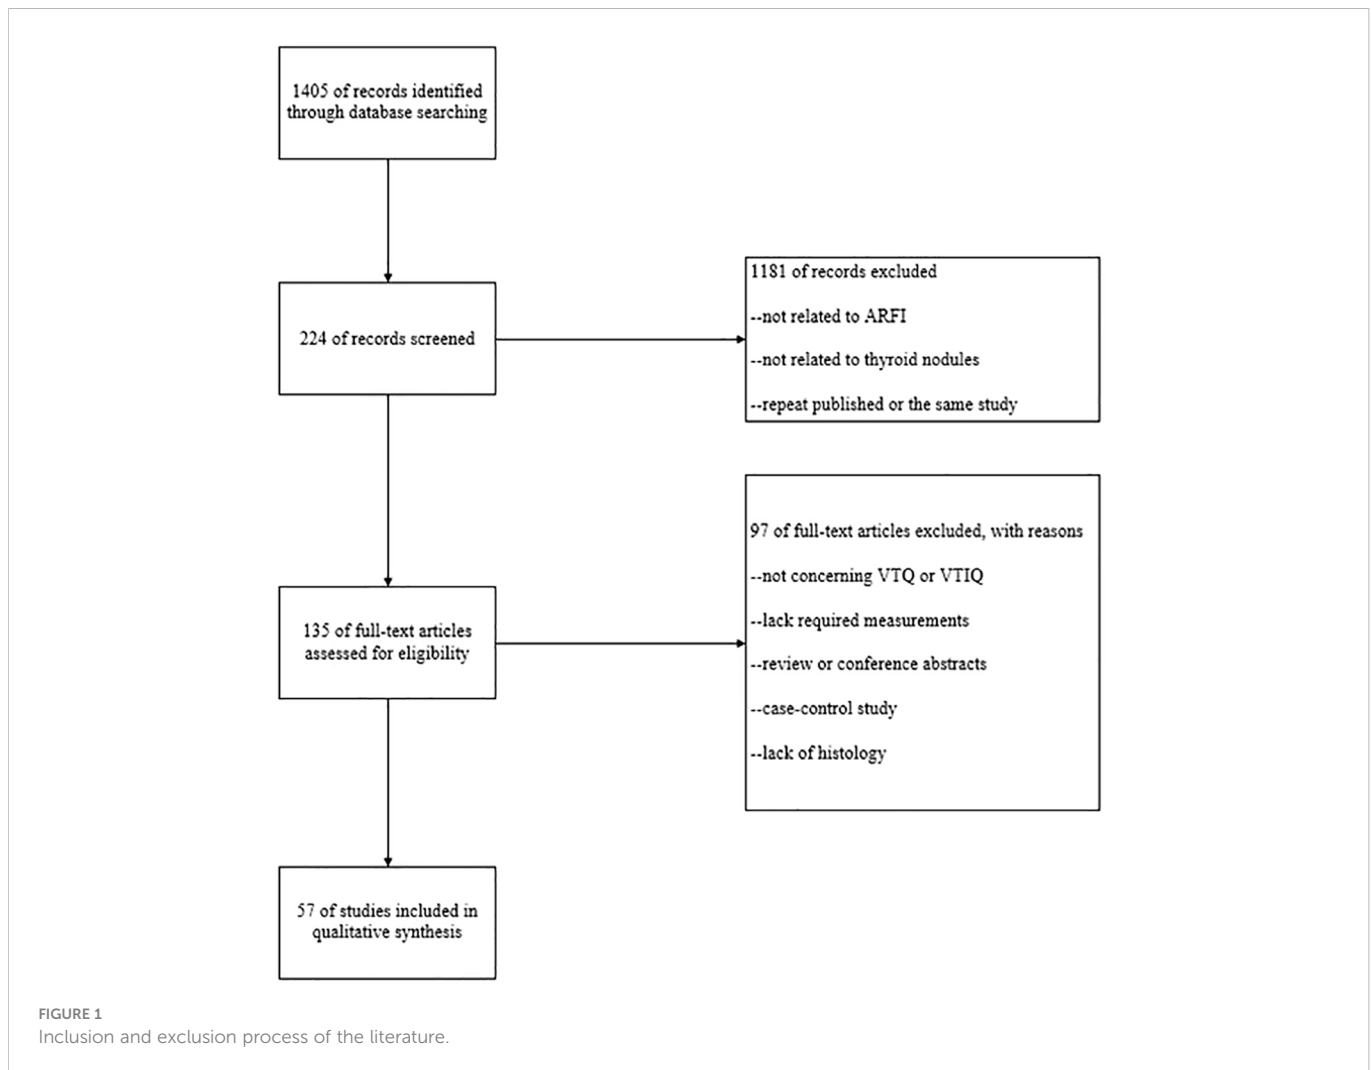 1405 of records identified
through database searching
224 of records screened
1181 of records excluded
--not related to ARFI
--not related to thyroid nodules
--repeat published or the same study
135 of full-text articles
assessed for eligibility
97 of full-text articles excluded, with reasons
--not concerning VTQ or VTIQ
--lack required measurements
--review or conference abstracts
--case-control study
--lack of histology
57 of studies included in
qualitative synthesis
FIGURE 1
Inclusion and exclusion process of the literature.